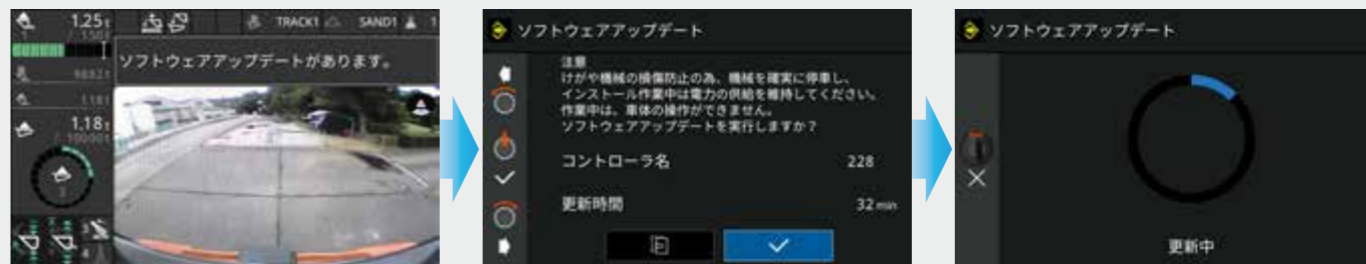 1.25t
/ 1.50t
TRACK1
SAND1
1
ソフトウェアアップデートがあります。
1.18t
ソフトウェアアップデート
注意
けがや機械の損傷防止の為、機械を確実に停車し、
インストール作業中は電力の供給を維持してください。
作業中は、車体の操作ができません。
ソフトウェアアップデートを実行しますか?
コントローラ名 228
更新時間 32 min
ソフトウェアアップデート
更新中